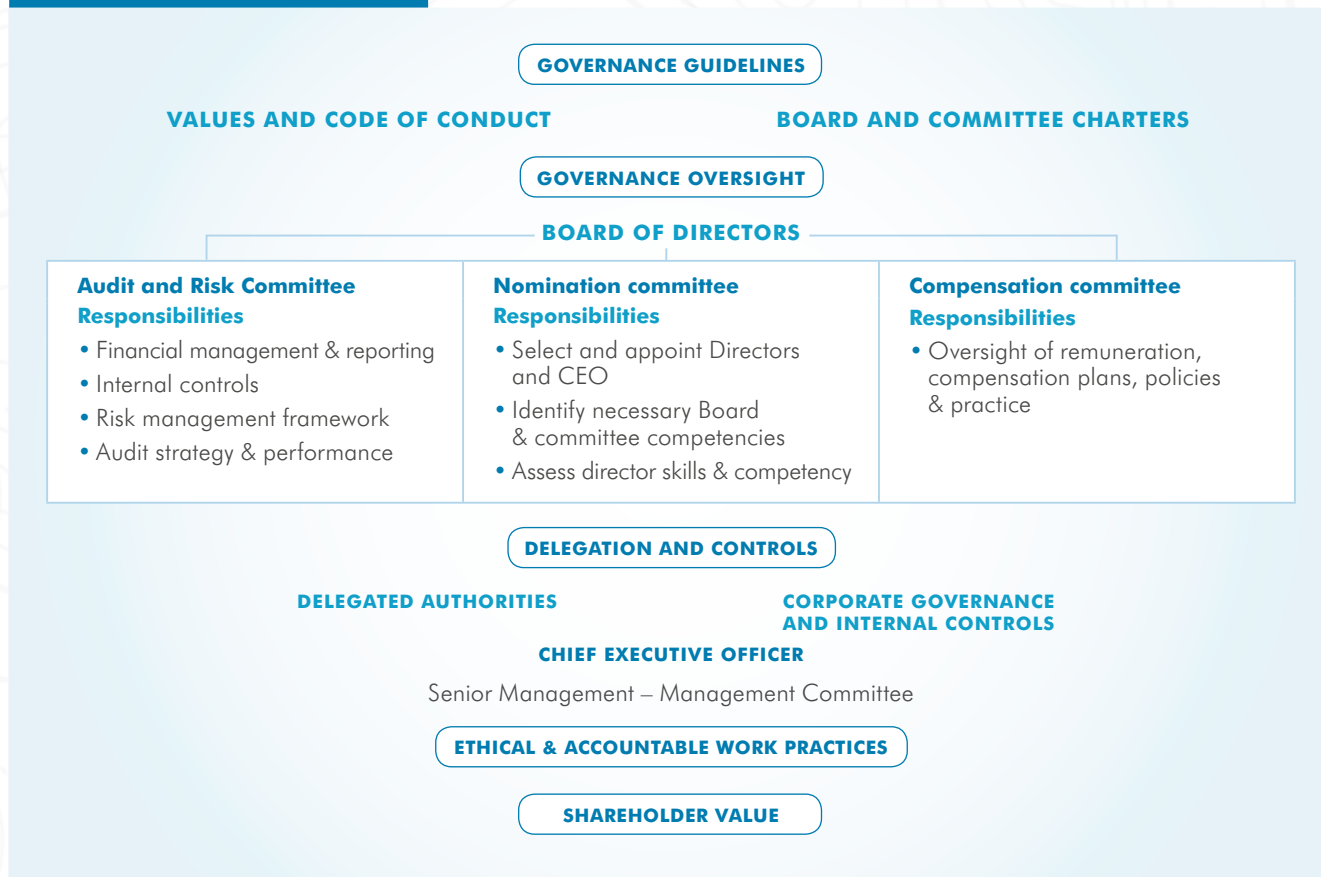 GOVERNANCE GUIDELINES
VALUES AND CODE OF CONDUCT
BOARD AND COMMITTEE CHARTERS
GOVERNANCE OVERSIGHT
BOARD OF DIRECTORS
Audit and Risk Committee
Responsibilities
• Financial management & reporting
• Internal controls
• Risk management framework
• Audit strategy & performance
Nomination committee
Responsibilities
• Select and appoint Directors
and CEO
• Identify necessary Board
& committee competencies
• Assess director skills & competency
Compensation committee
Responsibilities
• Oversight of remuneration,
compensation plans, policies
& practice
DELEGATION AND CONTROLS
DELEGATED AUTHORITIES
CORPORATE GOVERNANCE
AND INTERNAL CONTROLS
CHIEF EXECUTIVE OFFICER
Senior Management – Management Committee
ETHICAL & ACCOUNTABLE WORK PRACTICES
SHAREHOLDER VALUE